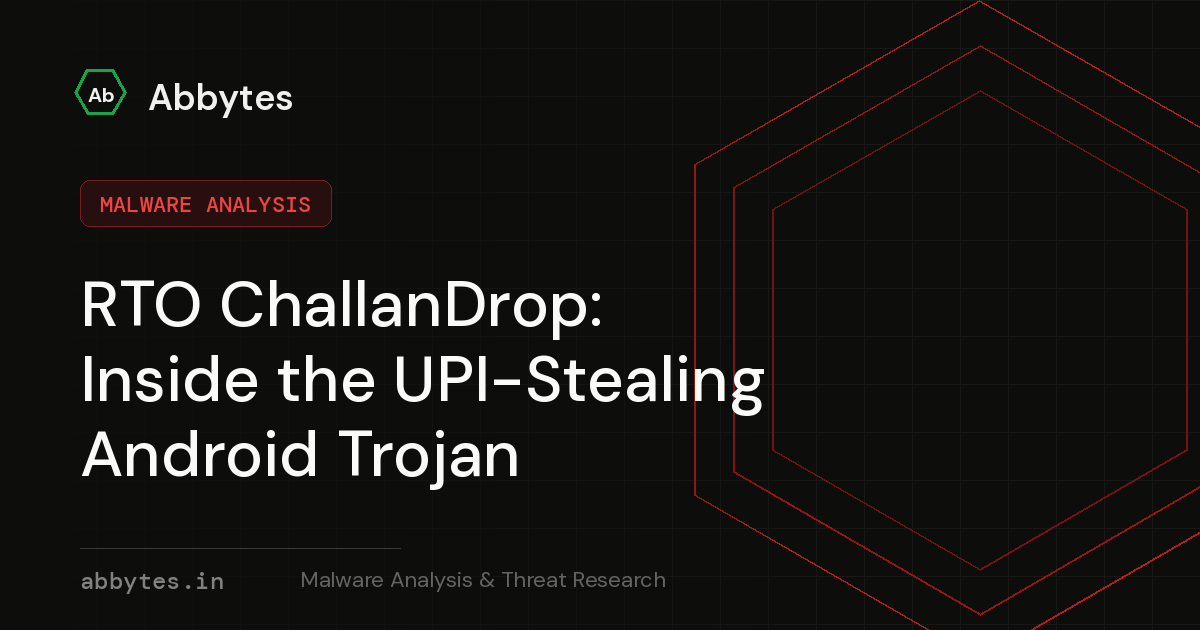 Ab
Abbytes
MALWARE ANALYSIS
RTO ChallanDrop:
Inside the UPI-Stealing
Android Trojan
abbytes.in
Malware Analysis & Threat Research